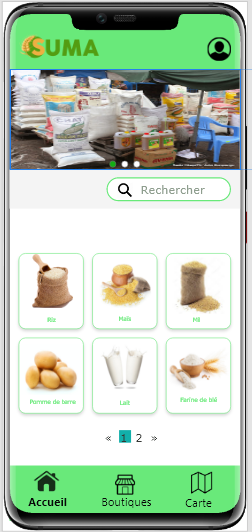 SUMA
Rechercher
Riz
Maïs
Mil
Pomme de terre
Lait
Farine de blé
« 1 2 »
Accueil
Boutiques
Carte